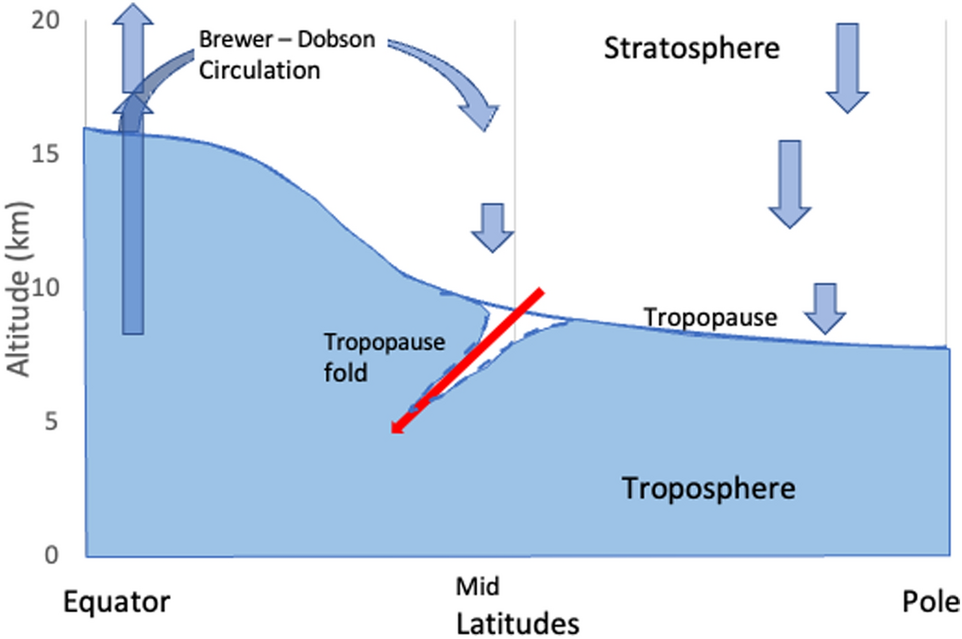 20
Brewer – Dobson
Circulation
Stratosphere
15
Altitude (km)
10
Tropopause
Tropopause
fold
5
Troposphere
0
Equator
Mid
Latitudes
Pole